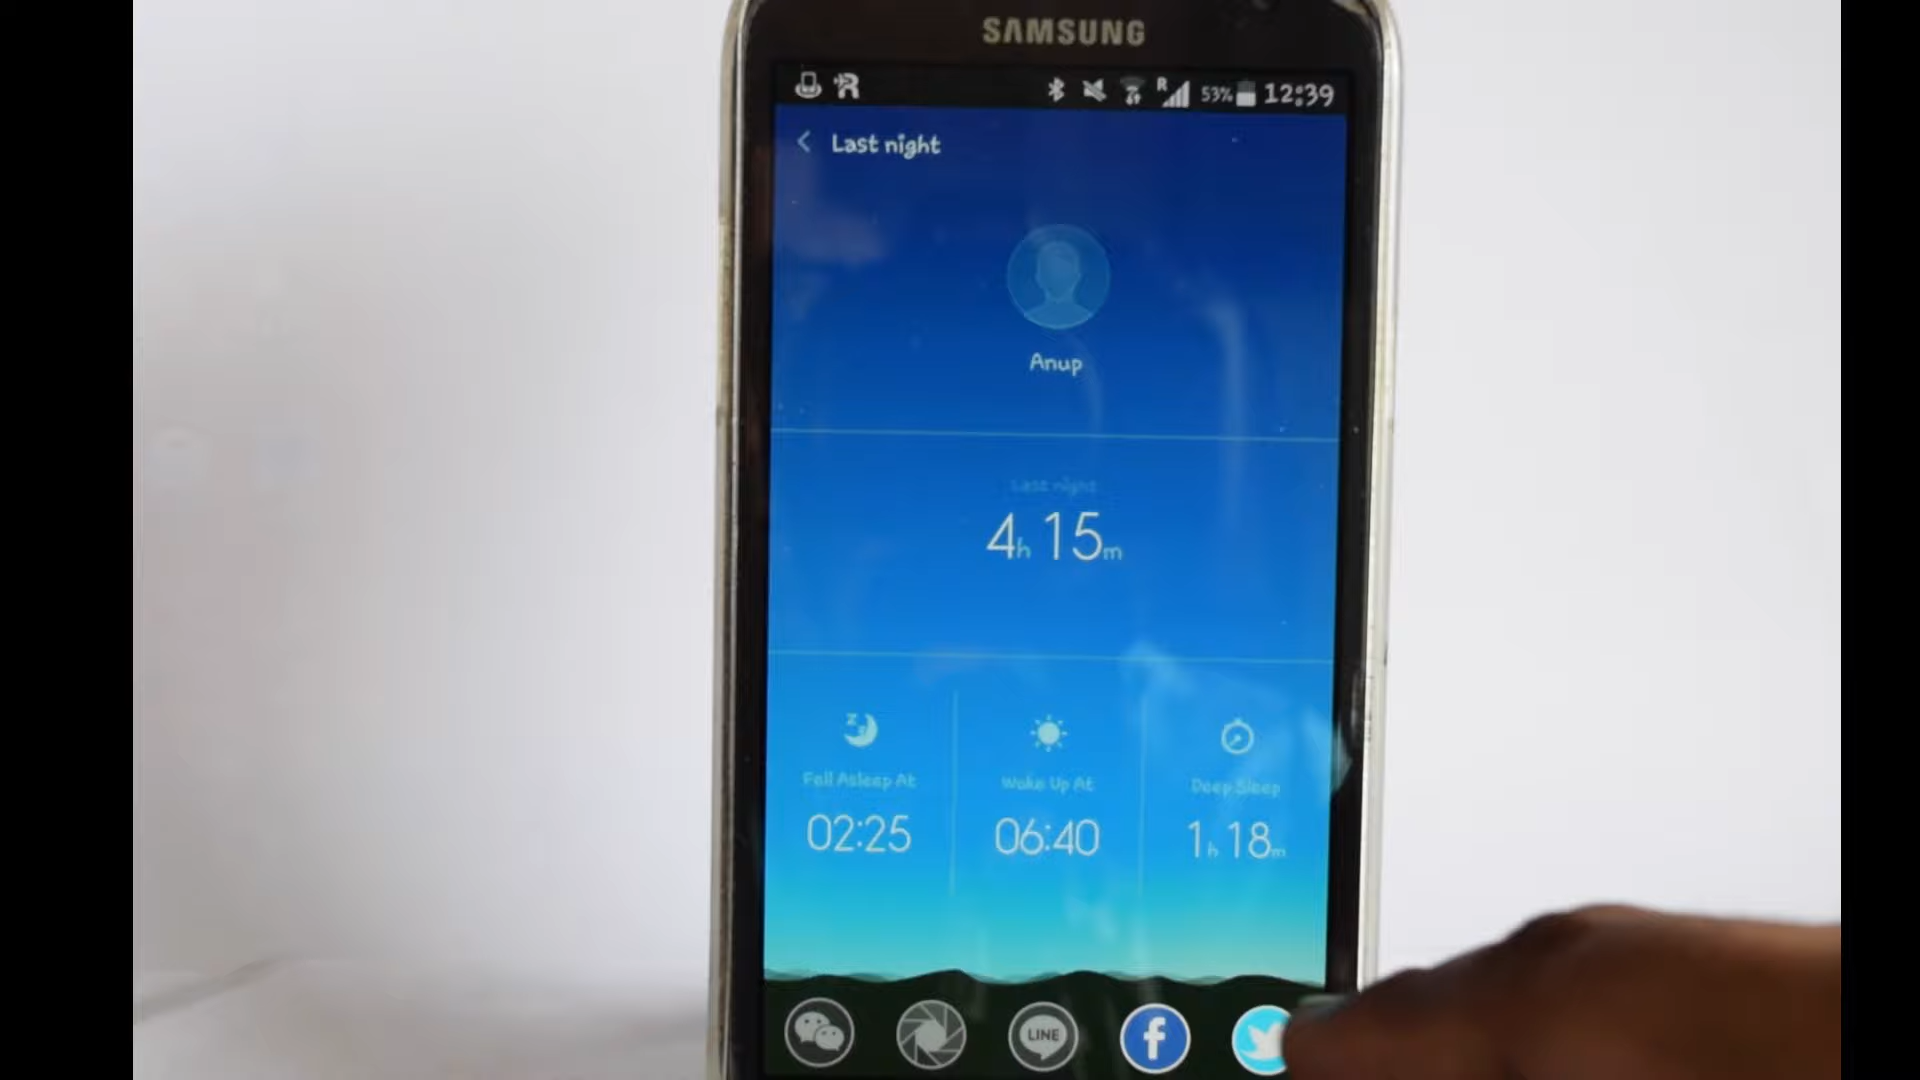 SAMSUNG
R 53% 12:39
Last night
Anup
Last night
4h 15m
Fall Asleep At
Wake Up At
Deep Sleep
02:25
06:40
1h 18m
LINE
f